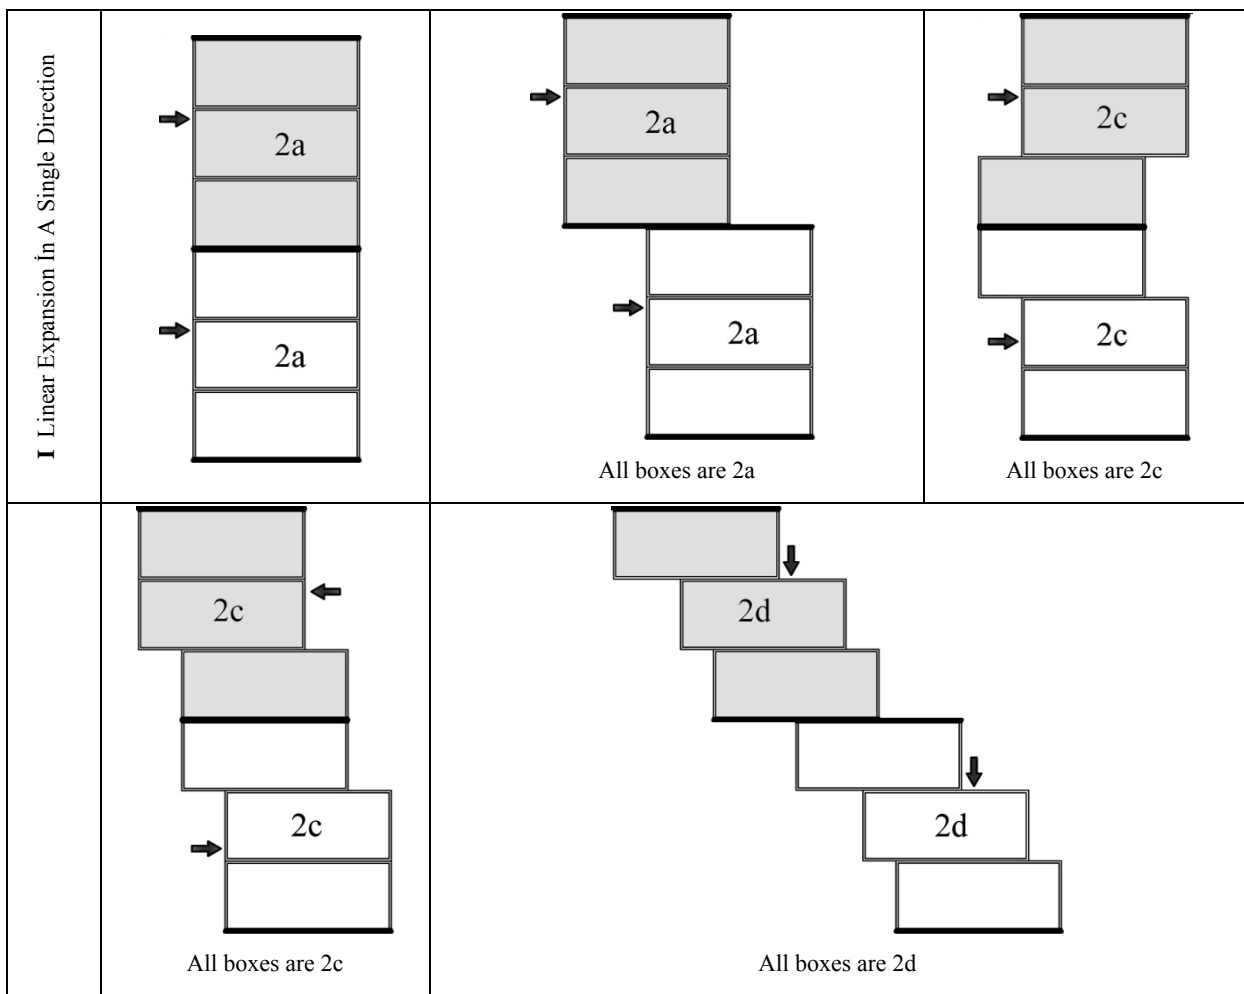 I Linear Expansion İn A Single Direction
2a
2a
2a
2a
All boxes are 2a
2c
2c
All boxes are 2c
2c
2c
All boxes are 2c
2d
2d
All boxes are 2d